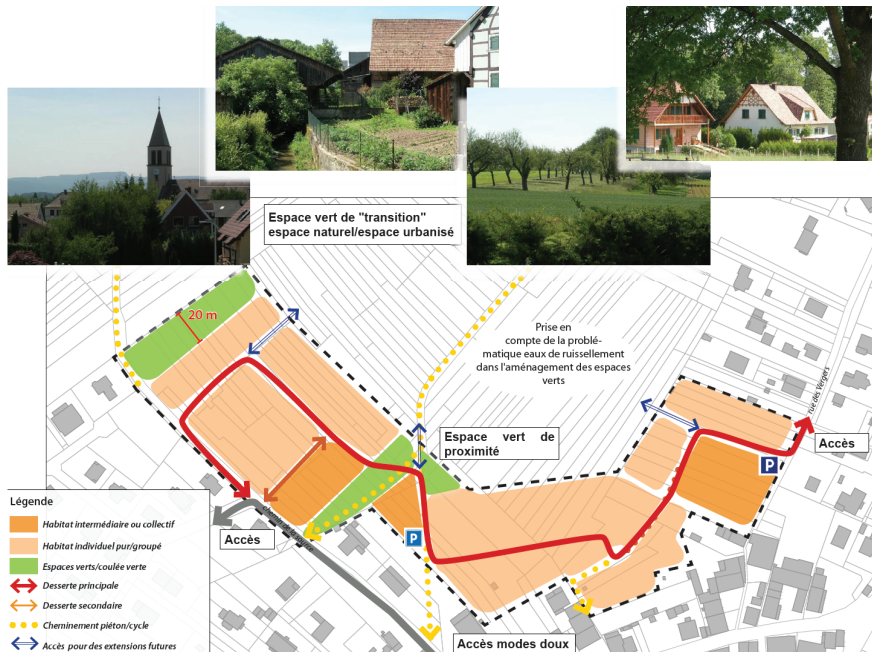 Espace vert de "transition"
espace naturel/espace urbanisé
20 m
Prise en
compte de la problé-
matique eaux de ruissellement
dans l'aménagement des espaces
verts
rue des Vergers
Accès
Espace vert de
proximité
P
P
Accès
Accès modes doux
Légende
Habitat intermédiaire ou collectif
Habitat individuel pur/groupé
Espaces verts/coulée verte
Desserte principale
Desserte secondaire
Cheminement piéton/cycle
Accès pour des extensions futures